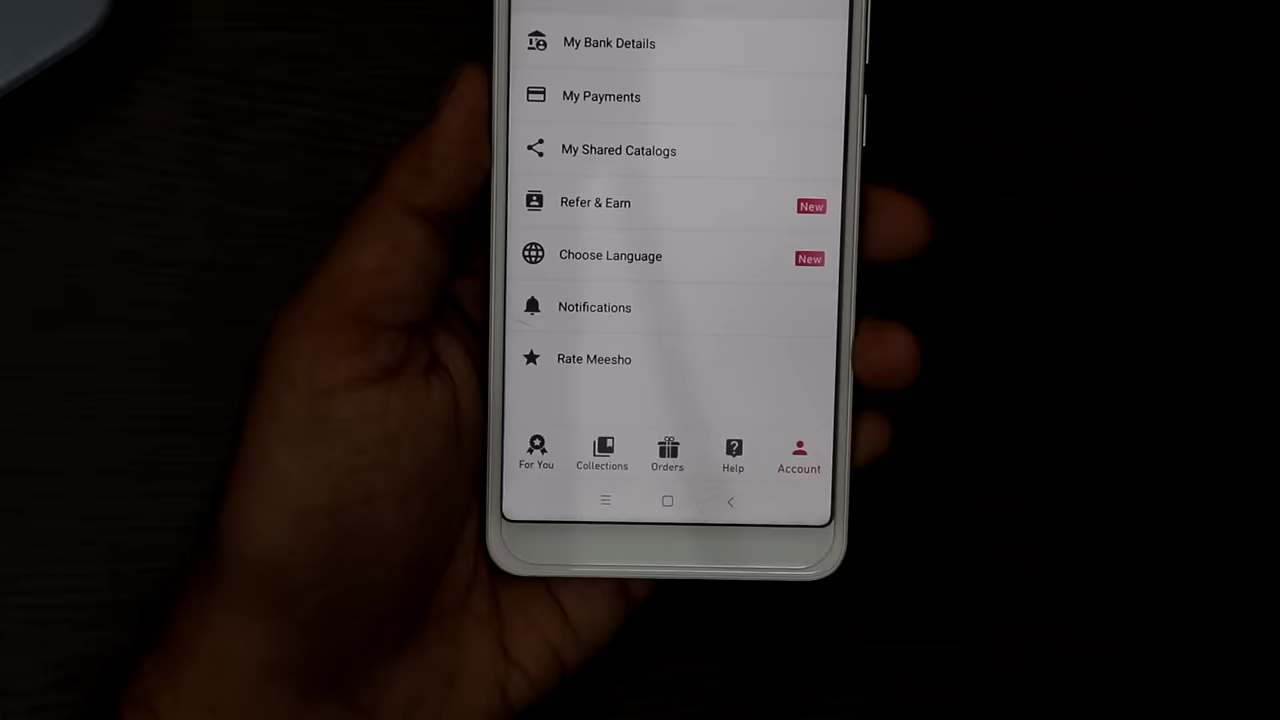 My Bank Details
My Payments
My Shared Catalogs
Refer & Earn New
Choose Language New
Notifications
Rate Meesho
For You Collections Orders Help Account